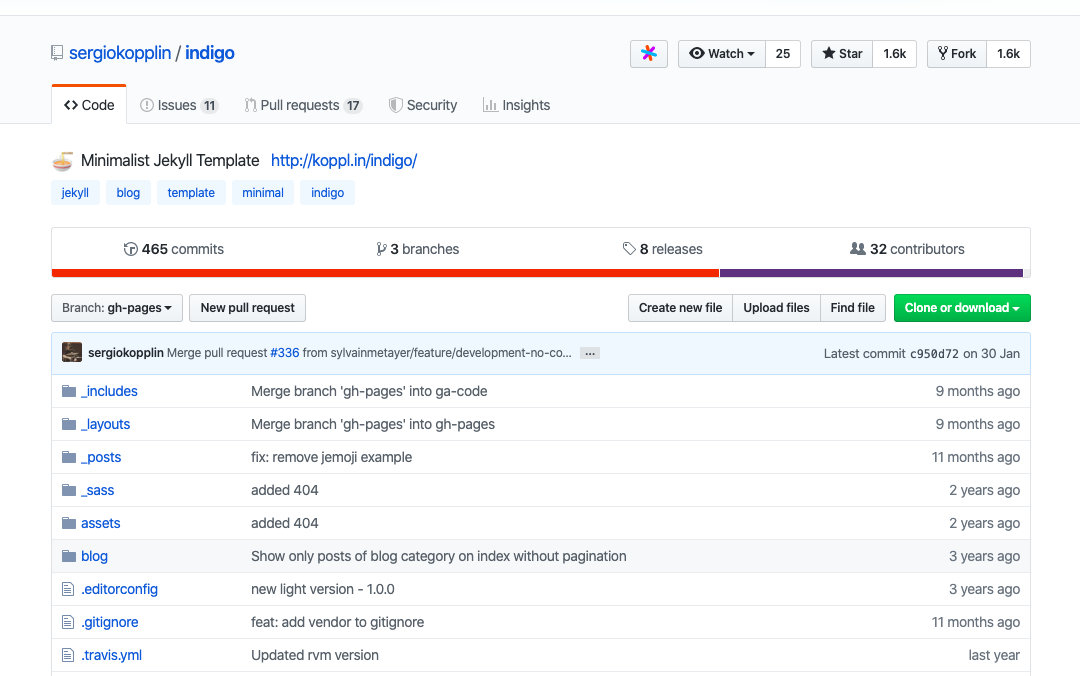 sergiokopplin / indigo
Watch 25 Star 1.6k Fork 1.6k
Code Issues 11 Pull requests 17 Security Insights
Minimalist Jekyll Template http://koppl.in/indigo/
jekyll blog template minimal indigo
465 commits 3 branches 8 releases 32 contributors
Branch: gh-pages New pull request Create new file Upload files Find file Clone or download
sergiokopplin Merge pull request #336 from sylvainmetayer/feature/development-no-co... ... Latest commit c950d72 on 30 Jan
_includes Merge branch 'gh-pages' into ga-code 9 months ago
_layouts Merge branch 'gh-pages' into gh-pages 9 months ago
_posts fix: remove jemoji example 11 months ago
_sass added 404 2 years ago
assets added 404 2 years ago
blog Show only posts of blog category on index without pagination 3 years ago
.editorconfig new light version - 1.0.0 3 years ago
.gitignore feat: add vendor to gitignore 11 months ago
.travis.yml Updated rvm version last year